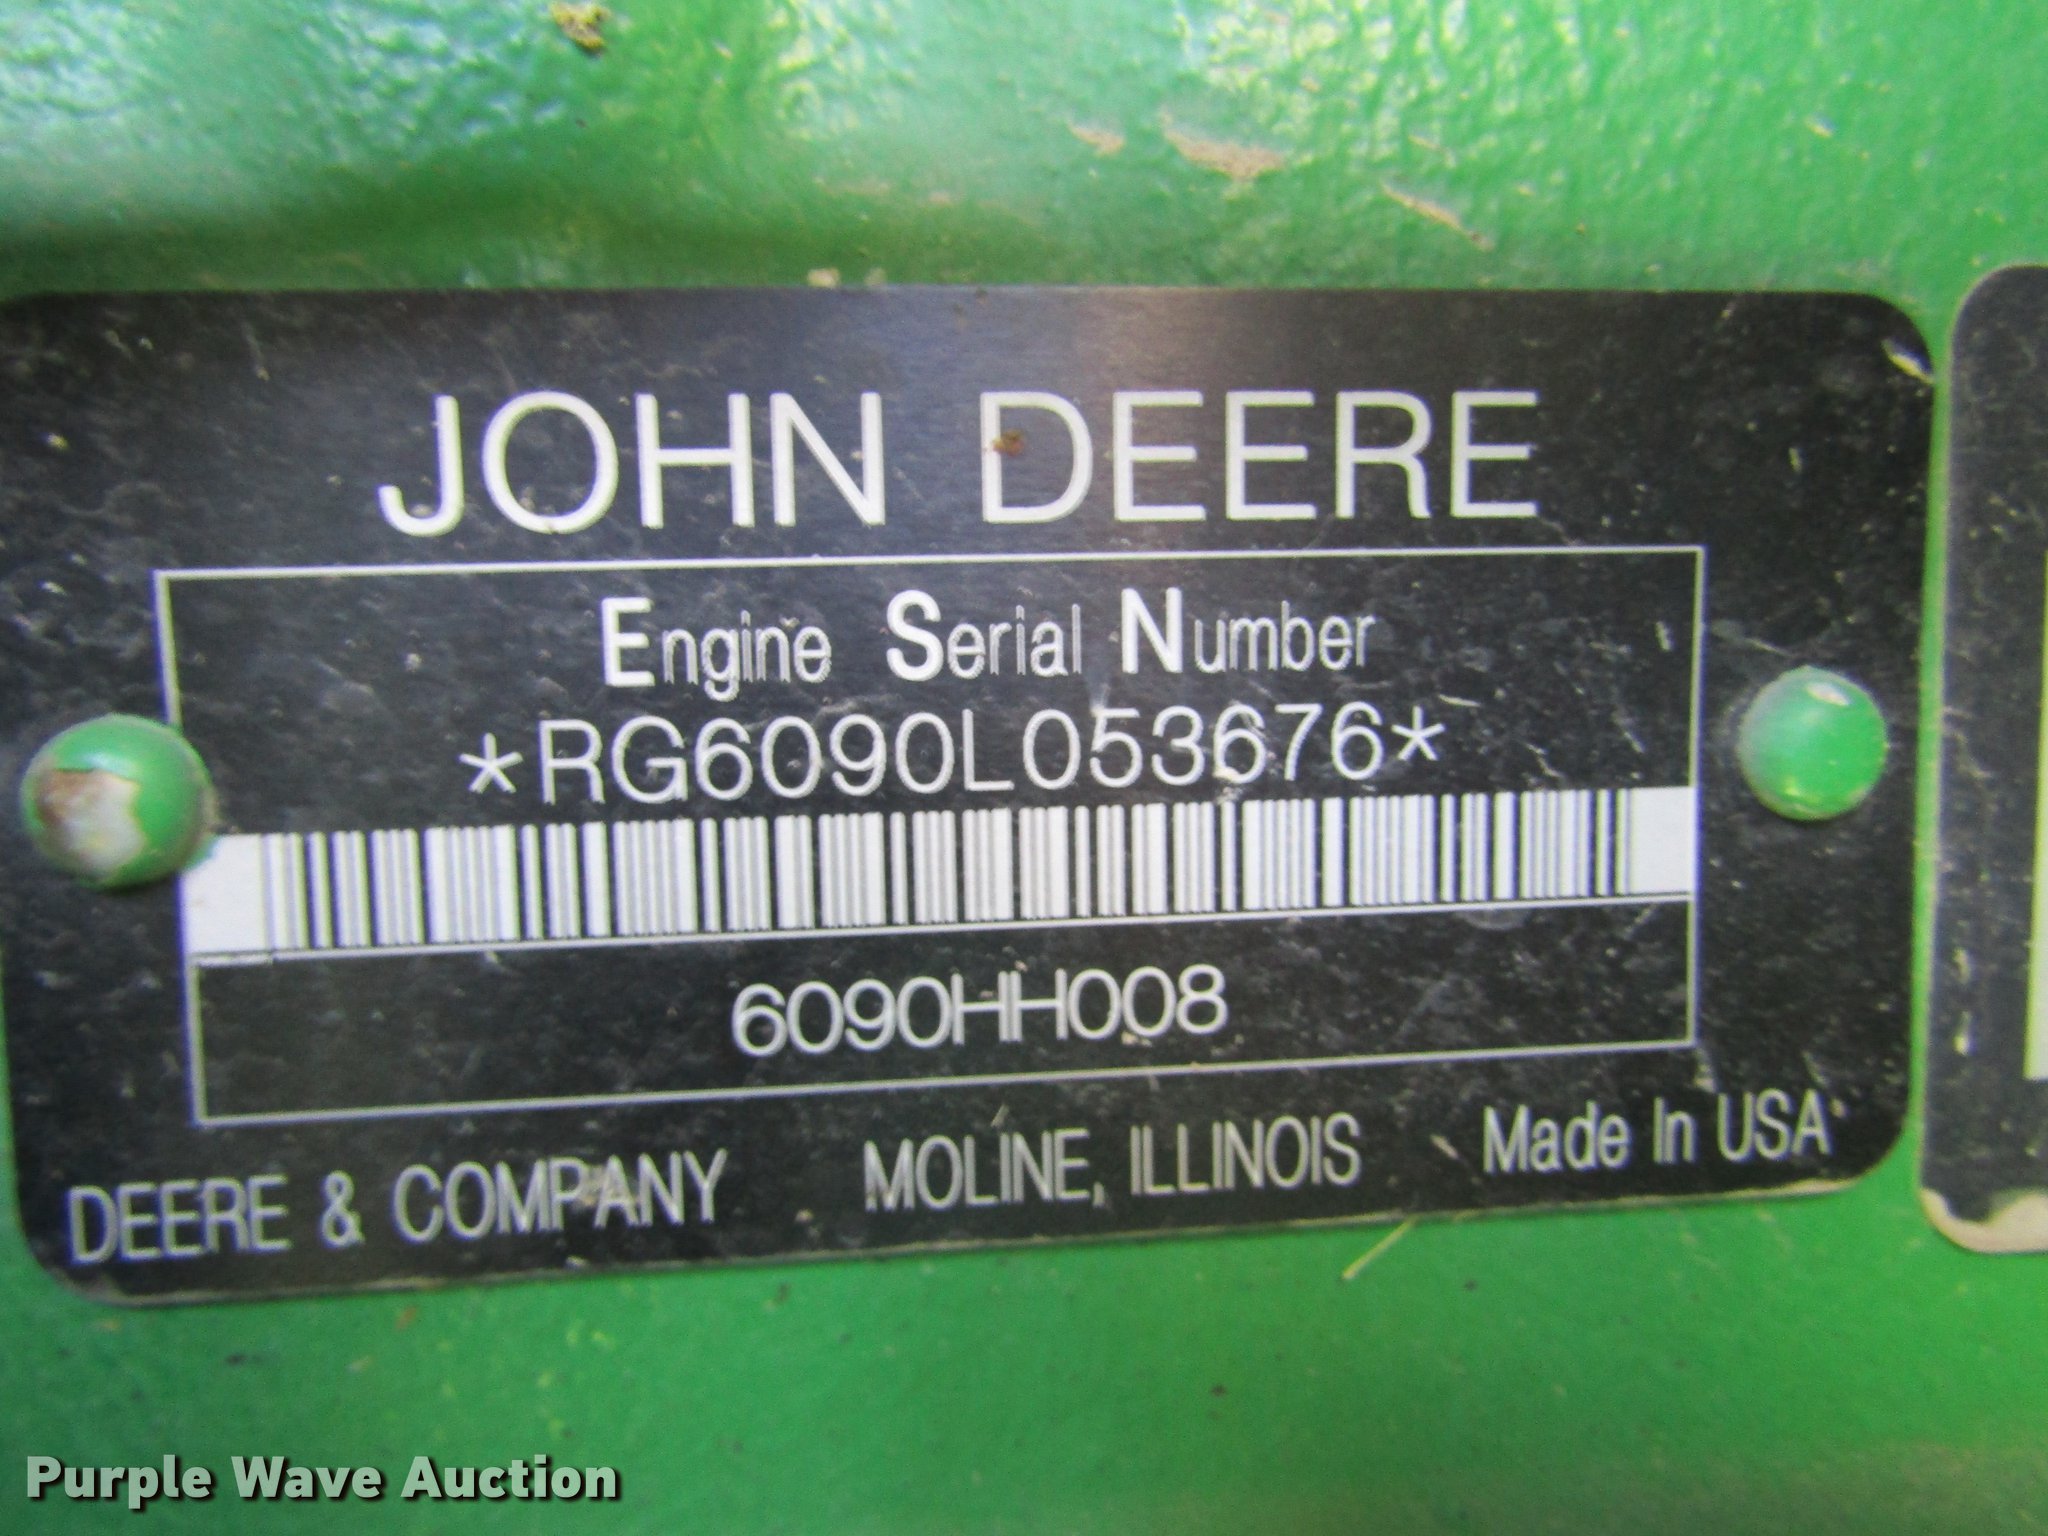 JOHN DEERE
Engine Serial Number
*RG6090L053676*
6090HH008
DEERE & COMPANY MOLINE, ILLINOIS Made In USA
Purple Wave Auction